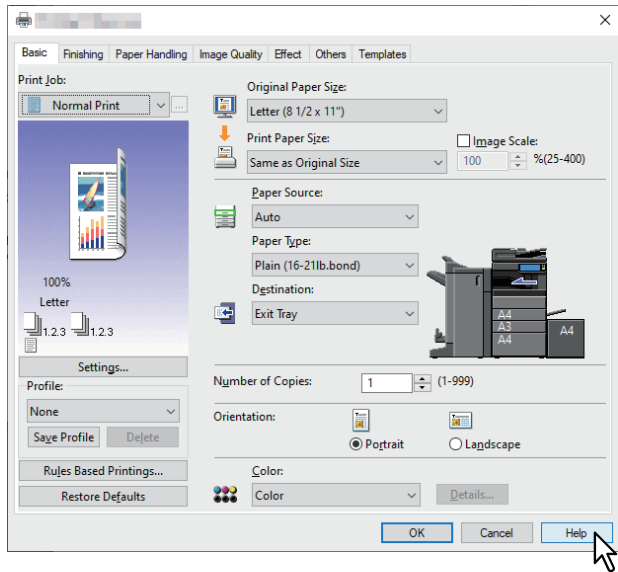 Basic Finishing Paper Handling Image Quality Effect Others Templates
Print Job:
Normal Print
...
100%
Letter
1.2.3 1.2.3
Settings...
Profile:
None
Save Profile Delete
Rules Based Printings...
Restore Defaults
Original Paper Size:
Letter (8 1/2 x 11")
Print Paper Size:
Same as Original Size
Image Scale:
100 %(25-400)
Paper Source:
Auto
Paper Type:
Plain (16-21lb.bond)
Destination:
Exit Tray
A4
A3
A4
A4
Number of Copies: 1 (1-999)
Orientation:
Portrait Landscape
Color:
Color Details...
OK Cancel Help